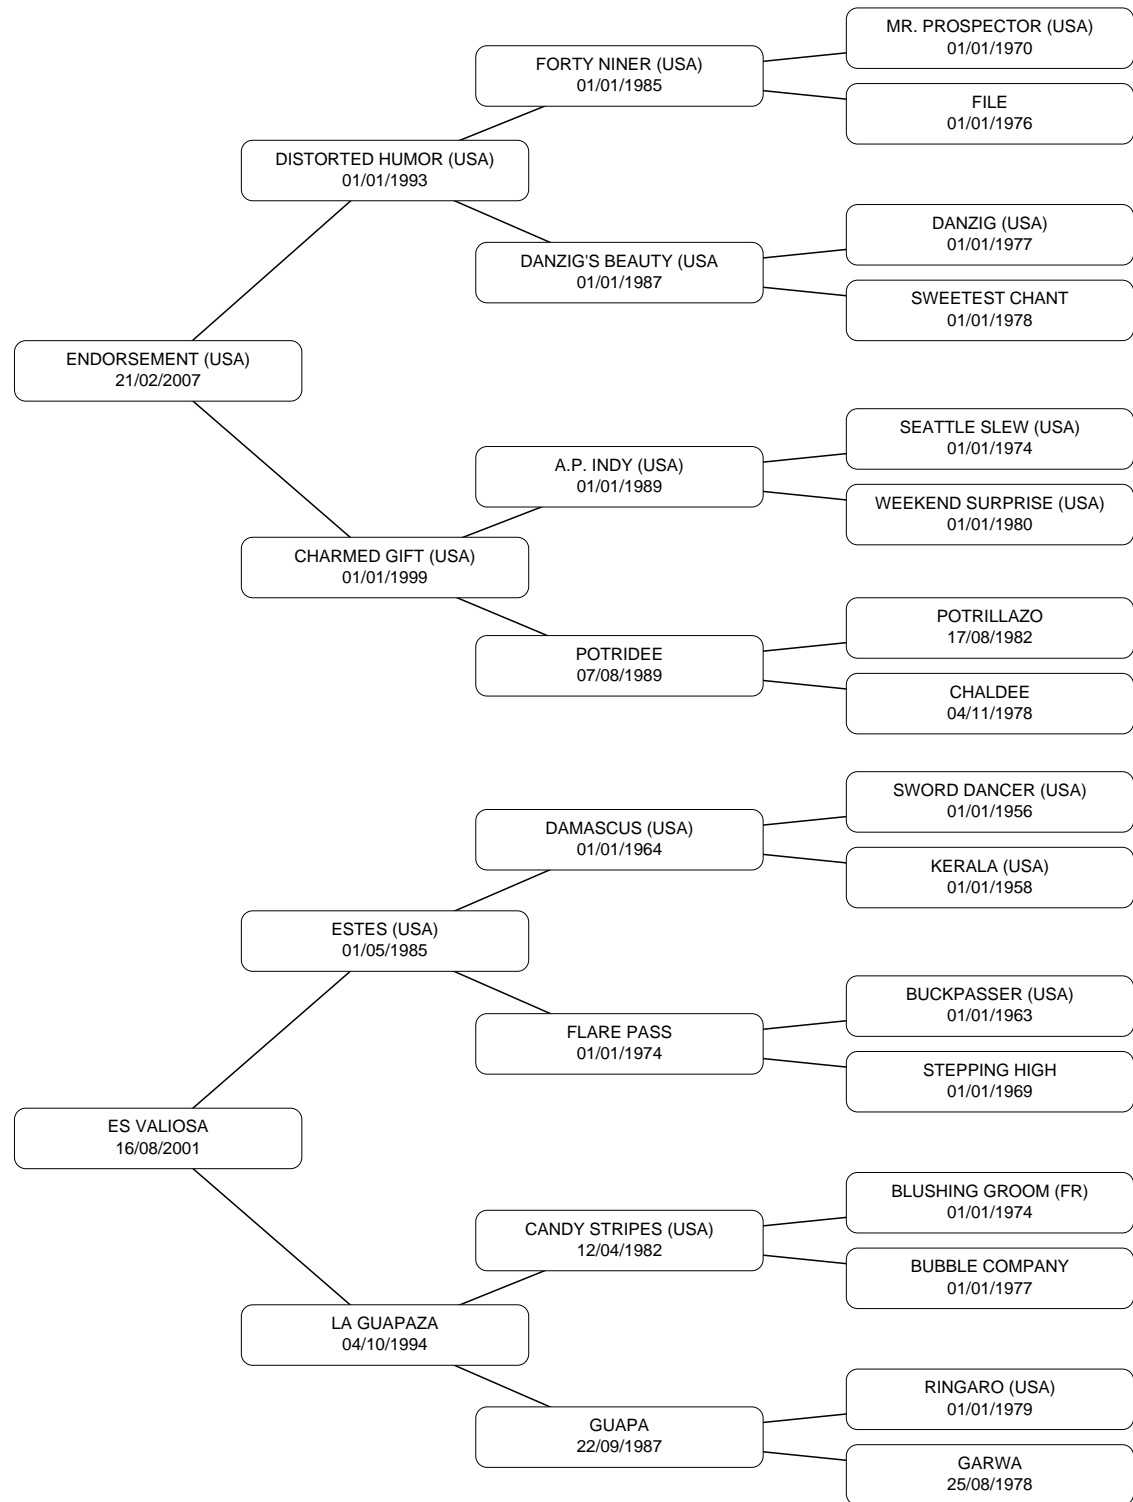 MR. PROSPECTOR (USA)
01/01/1970
FORTY NINER (USA)
01/01/1985
FILE
01/01/1976
DISTORTED HUMOR (USA)
01/01/1993
DANZIG (USA)
01/01/1977
DANZIG'S BEAUTY (USA
01/01/1987
SWEETEST CHANT
01/01/1978
ENDORSEMENT (USA)
21/02/2007
SEATTLE SLEW (USA)
01/01/1974
A.P. INDY (USA)
01/01/1989
WEEKEND SURPRISE (USA)
01/01/1980
CHARMED GIFT (USA)
01/01/1999
POTRILLAZO
17/08/1982
POTRIDEE
07/08/1989
CHALDEE
04/11/1978
SWORD DANCER (USA)
01/01/1956
DAMASCUS (USA)
01/01/1964
KERALA (USA)
01/01/1958
ESTES (USA)
01/05/1985
BUCKPASSER (USA)
01/01/1963
FLARE PASS
01/01/1974
STEPPING HIGH
01/01/1969
ES VALIOSA
16/08/2001
BLUSHING GROOM (FR)
01/01/1974
CANDY STRIPES (USA)
12/04/1982
BUBBLE COMPANY
01/01/1977
LA GUAPAZA
04/10/1994
RINGARO (USA)
01/01/1979
GUAPA
22/09/1987
GARWA
25/08/1978